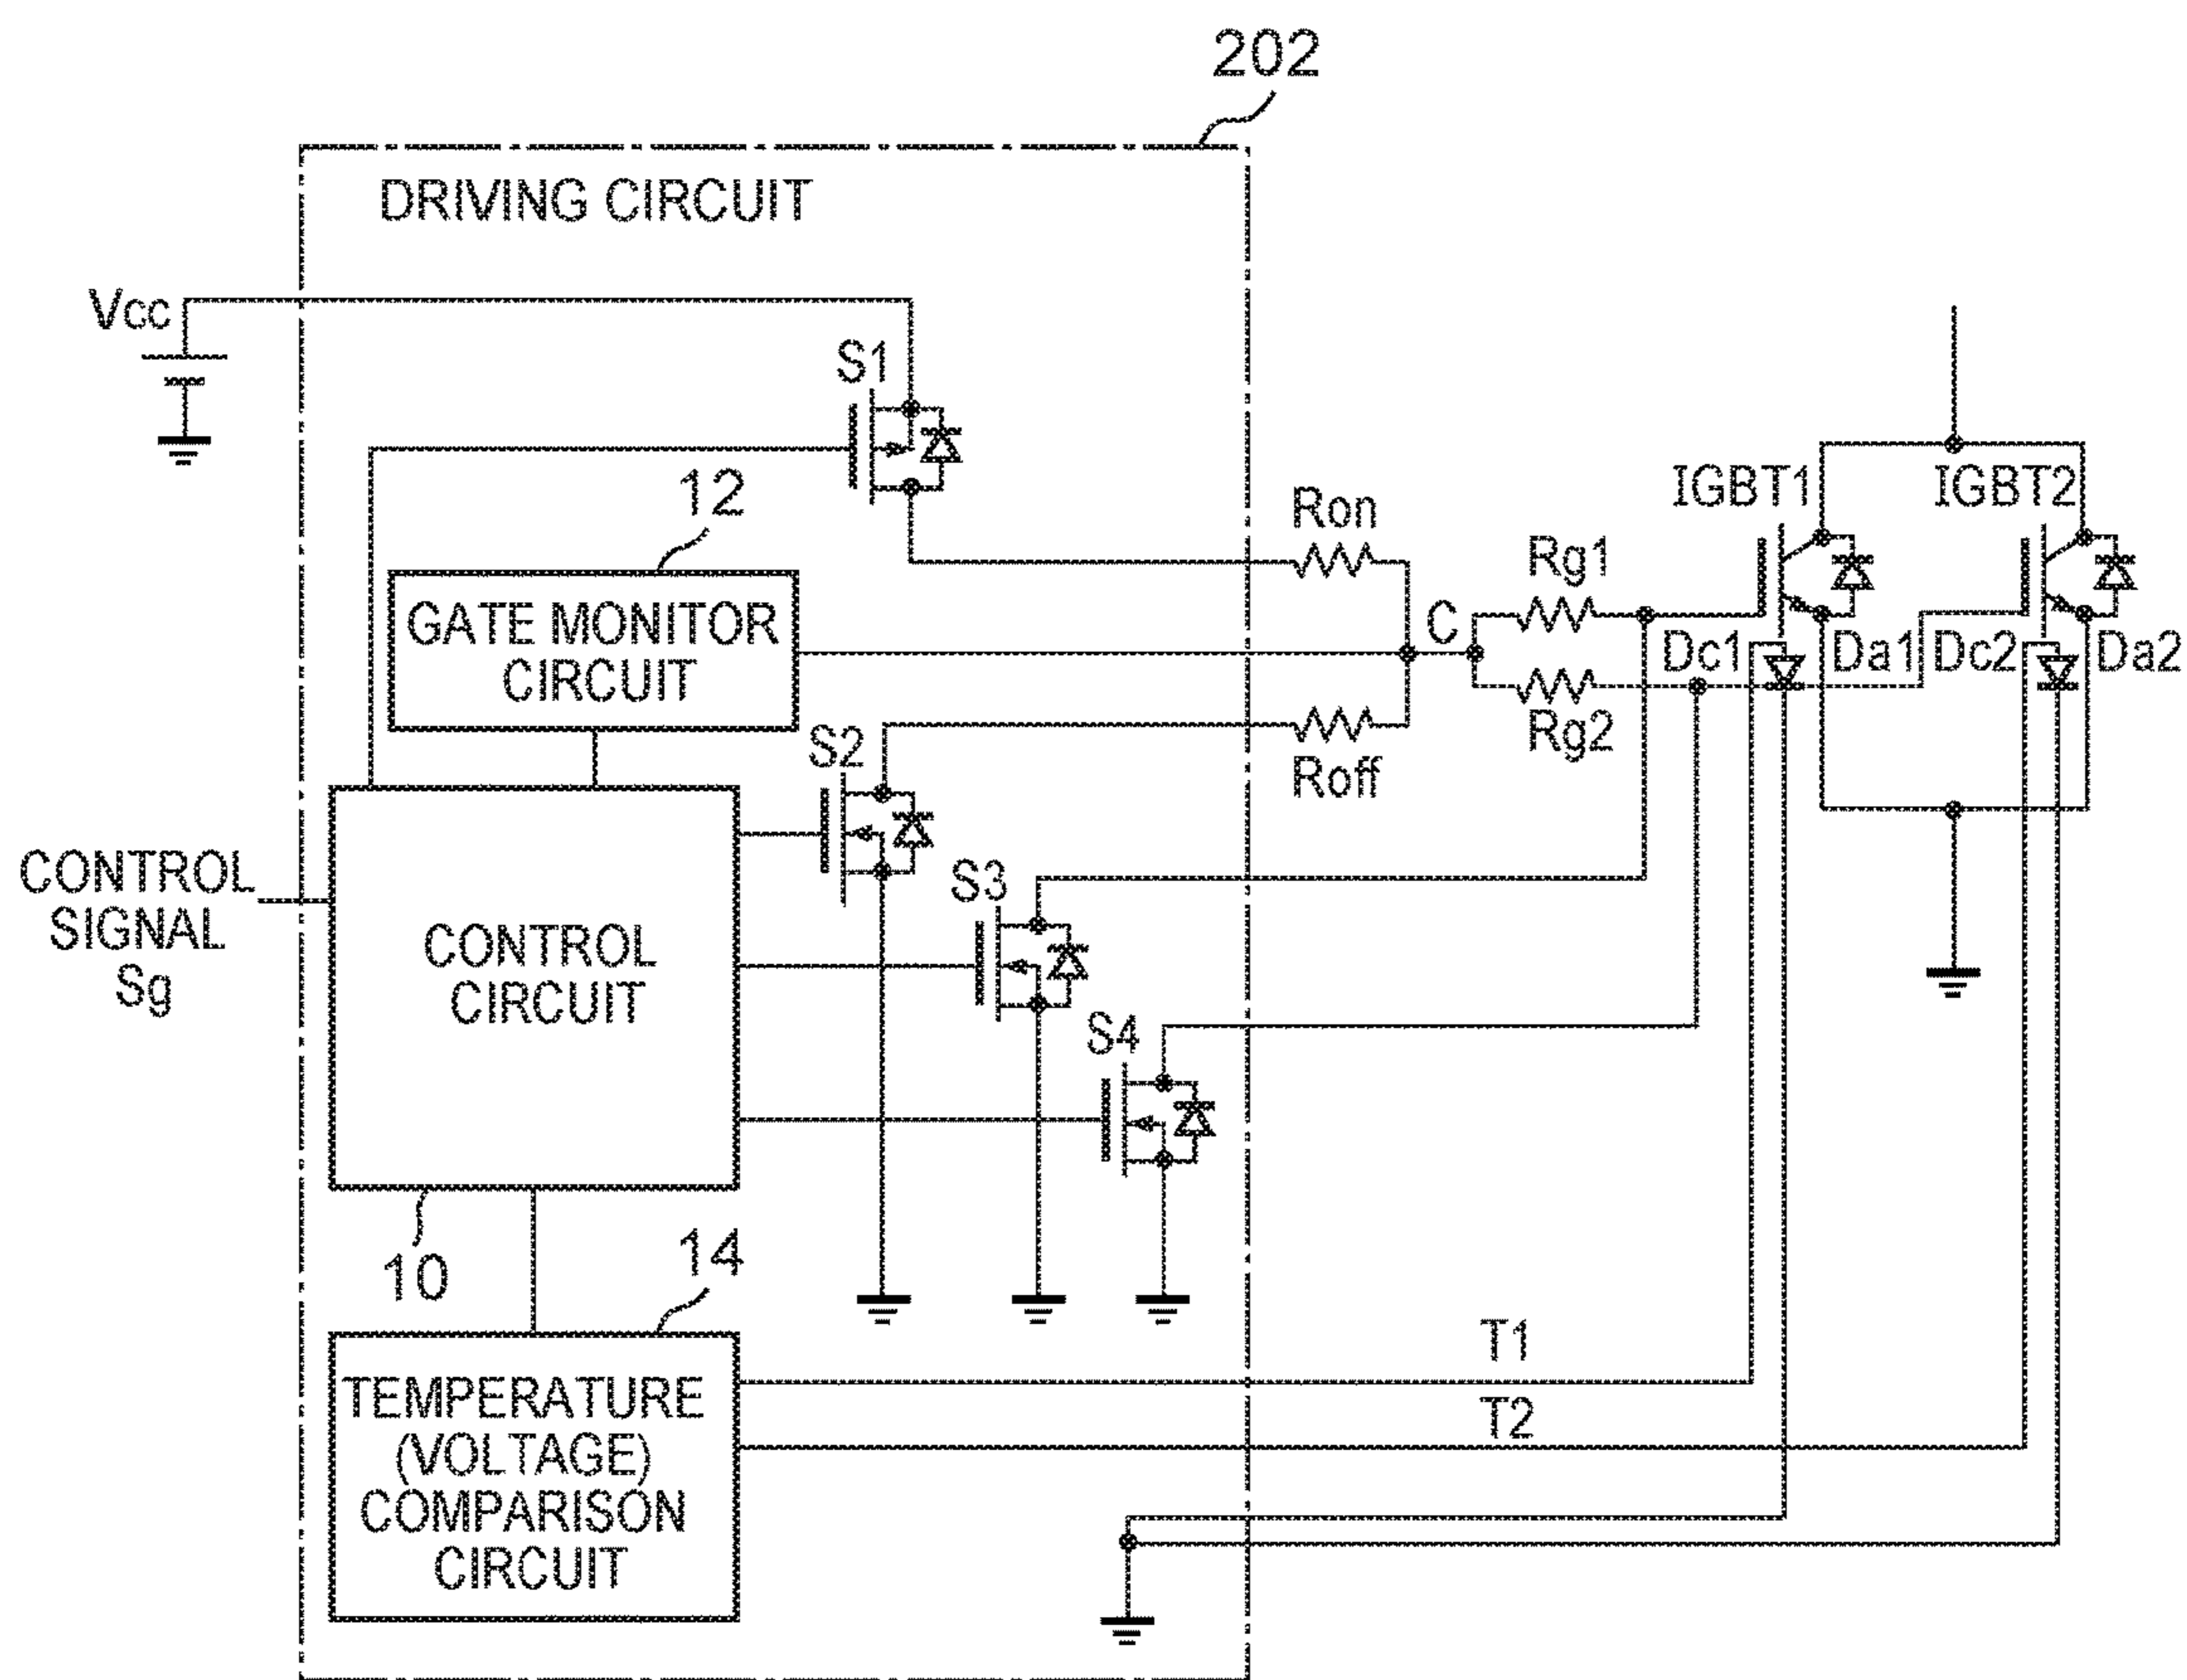 202
DRIVING CIRCUIT
Vcc
S1
12
GATE MONITOR
CIRCUIT
Ron
C
Rg1
Rg2
Roff
IGBT1
IGBT2
Dc1
Da1
Dc2
Da2
S2
S3
S4
CONTROL
SIGNAL
Sg
CONTROL
CIRCUIT
10
14
TEMPERATURE
(VOLTAGE)
COMPARISON
CIRCUIT
T1
T2